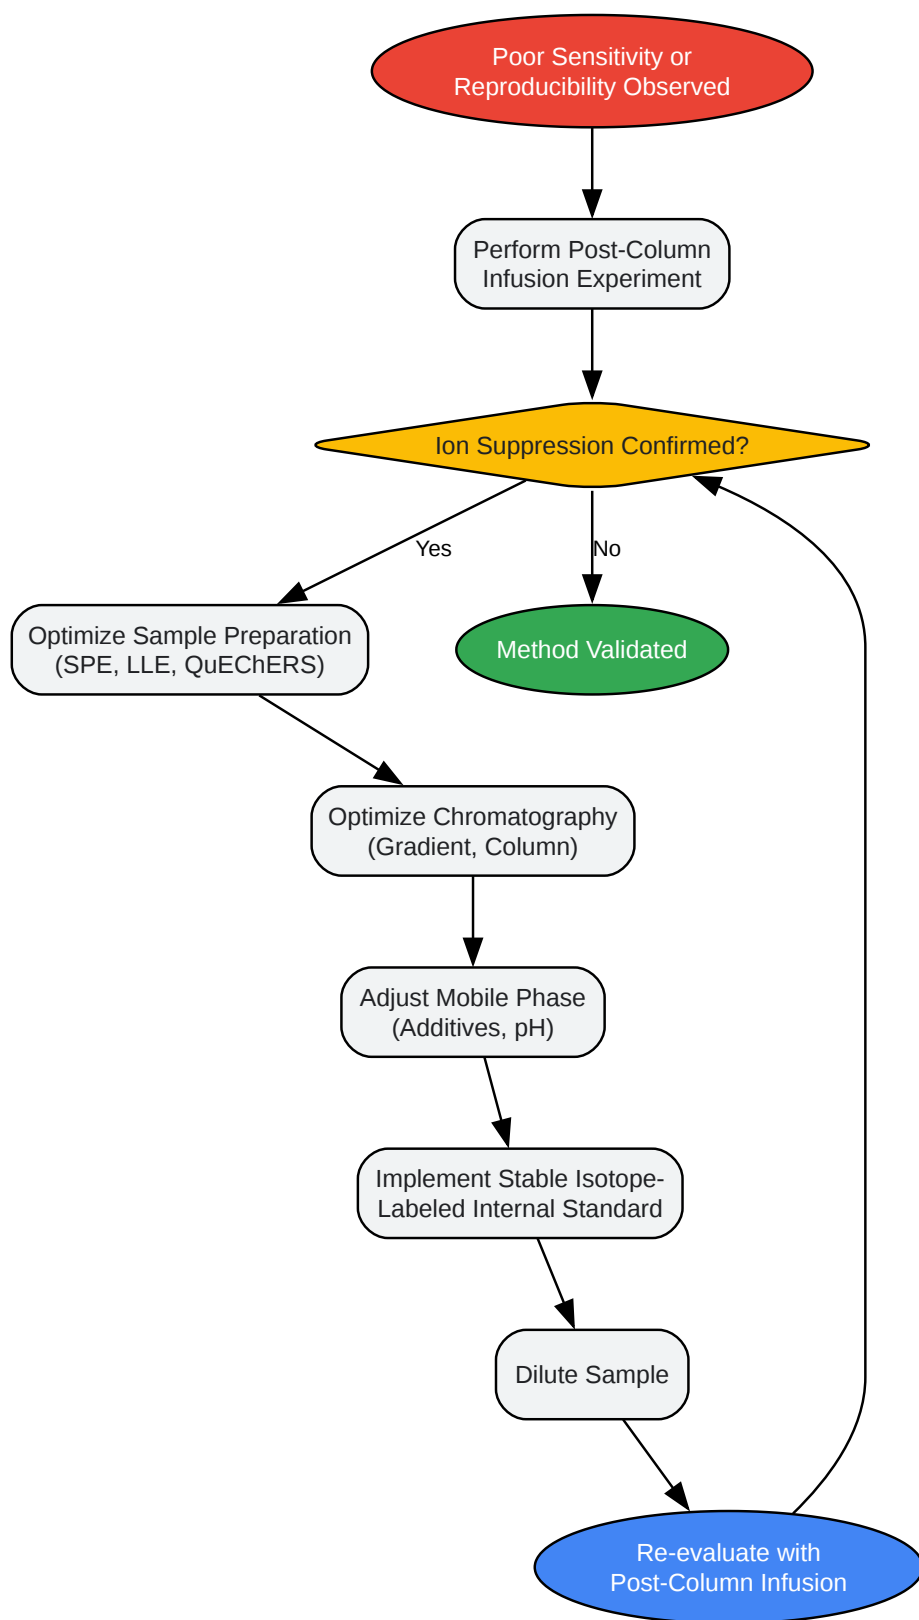 Poor Sensitivity or
Reproducibility Observed
Perform Post-Column
Infusion Experiment
Ion Suppression Confirmed?
Yes
No
Optimize Sample Preparation
(SPE, LLE, QuEChERS)
Method Validated
Optimize Chromatography
(Gradient, Column)
Adjust Mobile Phase
(Additives, pH)
Implement Stable Isotope-
Labeled Internal Standard
Dilute Sample
Re-evaluate with
Post-Column Infusion